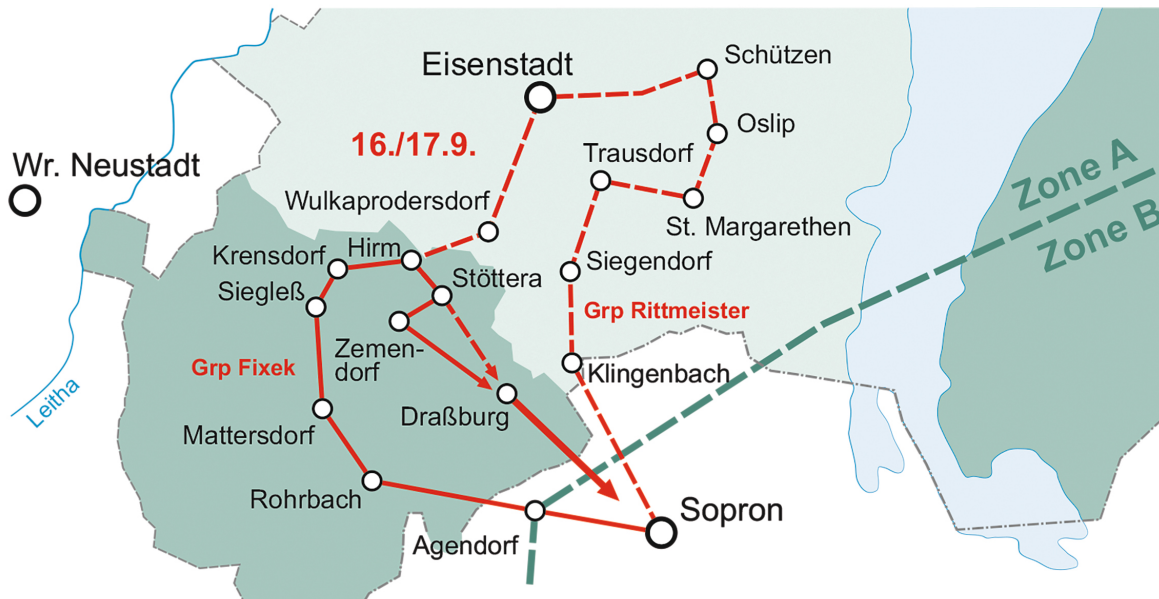 Schützen
Eisenstadt
Oslip
16./17.9.
Trausdorf
Wr. Neustadt
Zone A
Wulkaprodersdorf
St. Margarethen
Zone B
Hirm
Krensdorf
Siegendorf
Stöttera
Siegleß
Grp Rittmeister
Zemen-
dorf
Grp Fixek
Klingenbach
Leitha
Draßburg
Mattersdorf
Rohrbach
Sopron
Agendorf